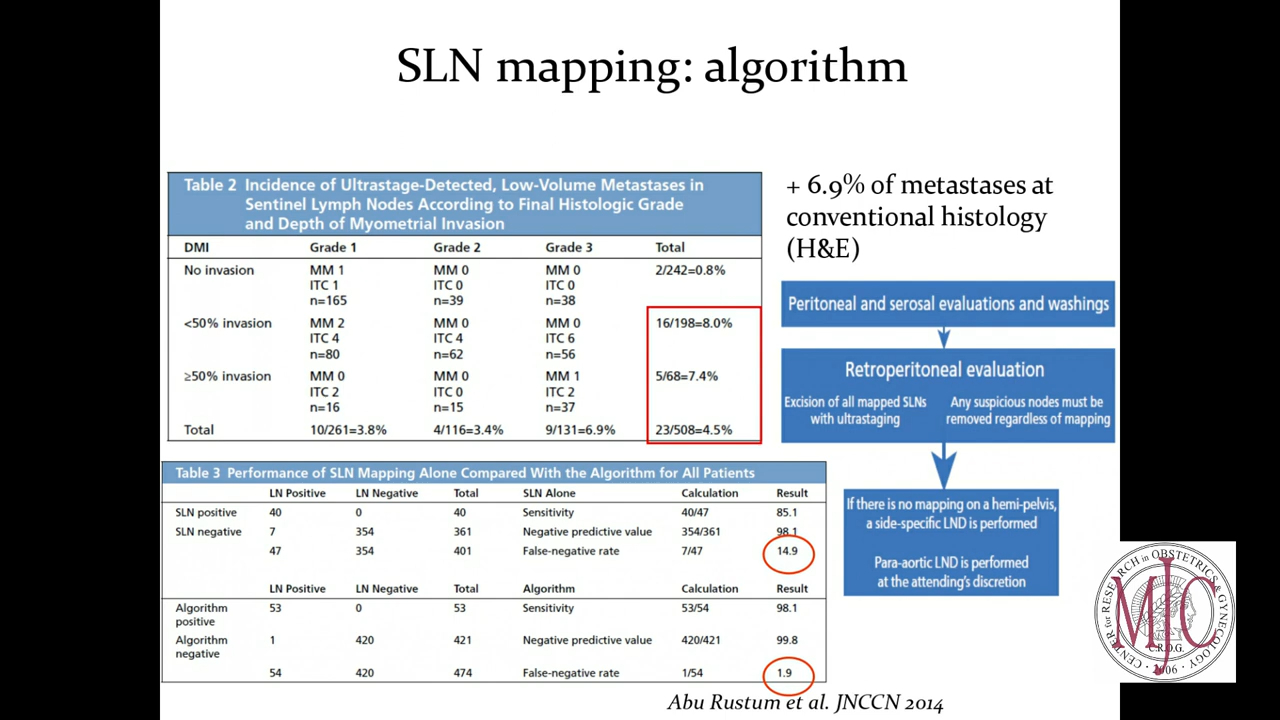 SLN mapping: algorithm
Table 2 Incidence of Ultrastage-Detected, Low-Volume Metastases in
Sentinel Lymph Nodes According to Final Histologic Grade
and Depth of Myometrial Invasion
DMI Grade 1 Grade 2 Grade 3 Total
No invasion MM 1 MM 0 MM 0 2/242=0.8%
ITC 1 ITC 0 ITC 0
n=165 n=39 n=38
<50% invasion MM 2 MM 0 MM 0 16/198=8.0%
ITC 4 ITC 4 ITC 6
n=80 n=62 n=56
≥50% invasion MM 0 MM 0 MM 1 5/68=7.4%
ITC 2 ITC 0 ITC 2
n=16 n=15 n=37
Total 10/261=3.8% 4/116=3.4% 9/131=6.9% 23/508=4.5%
+ 6.9% of metastases at
conventional histology
(H&E)
Peritoneal and serosal evaluations and washings
Retroperitoneal evaluation
Excision of all mapped SLNs
with ultrastaging
Any suspicious nodes must be
removed regardless of mapping
If there is no mapping on a hemi-pelvis,
a side-specific LND is performed
Para-aortic LND is performed
at the attending's discretion
Table 3 Performance of SLN Mapping Alone Compared With the Algorithm for All Patients
LN Positive LN Negative Total SLN Alone Calculation Result
SLN positive 40 0 40 Sensitivity 40/47 85.1
SLN negative 7 354 361 Negative predictive value 354/361 98.1
47 354 401 False-negative rate 7/47 14.9
LN Positive LN Negative Total Algorithm Calculation Result
Algorithm positive 53 0 53 Sensitivity 53/54 98.1
Algorithm negative 1 420 421 Negative predictive value 420/421 99.8
54 420 474 False-negative rate 1/54 1.9
Abu Rustum et al. JNCCN 2014
CENTER for RESEARCH in OBSTETRICS & GYNECOLOGY
MJC
C.R.O.G.
2006